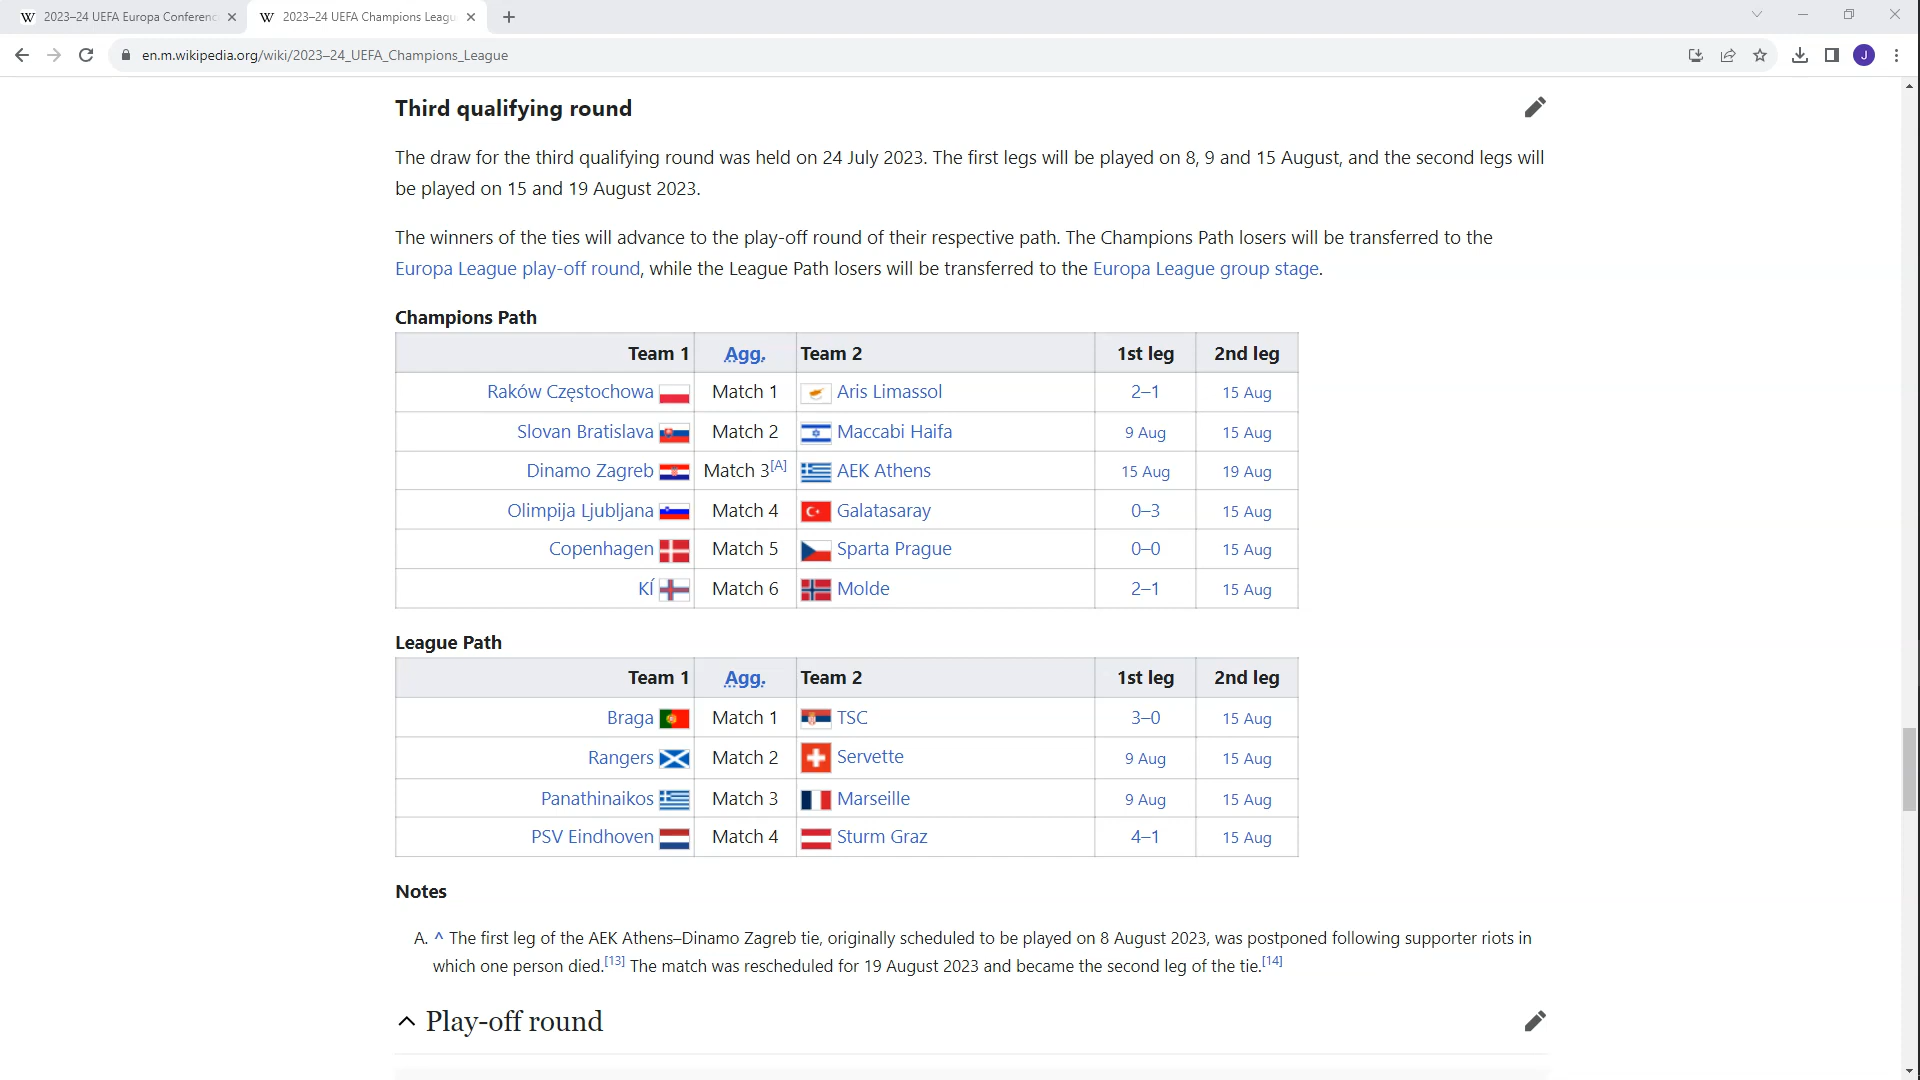 2023–24 UEFA Europa Conferenc
2023–24 UEFA Champions Leagu
en.m.wikipedia.org/wiki/2023–24_UEFA_Champions_League
J
Third qualifying round
The draw for the third qualifying round was held on 24 July 2023. The first legs will be played on 8, 9 and 15 August, and the second legs will
be played on 15 and 19 August 2023.
The winners of the ties will advance to the play-off round of their respective path. The Champions Path losers will be transferred to the
Europa League play-off round, while the League Path losers will be transferred to the Europa League group stage.
Champions Path
Team 1 Agg. Team 2 1st leg 2nd leg
Raków Częstochowa Match 1 Aris Limassol 2–1 15 Aug
Slovan Bratislava Match 2 Maccabi Haifa 9 Aug 15 Aug
Dinamo Zagreb Match 3[A] AEK Athens 15 Aug 19 Aug
Olimpija Ljubljana Match 4 Galatasaray 0–3 15 Aug
Copenhagen Match 5 Sparta Prague 0–0 15 Aug
KÍ Match 6 Molde 2–1 15 Aug
League Path
Team 1 Agg. Team 2 1st leg 2nd leg
Braga Match 1 TSC 3–0 15 Aug
Rangers Match 2 Servette 9 Aug 15 Aug
Panathinaikos Match 3 Marseille 9 Aug 15 Aug
PSV Eindhoven Match 4 Sturm Graz 4–1 15 Aug
Notes
A. ^ The first leg of the AEK Athens–Dinamo Zagreb tie, originally scheduled to be played on 8 August 2023, was postponed following supporter riots in
which one person died.[13] The match was rescheduled for 19 August 2023 and became the second leg of the tie.[14]
Play-off round